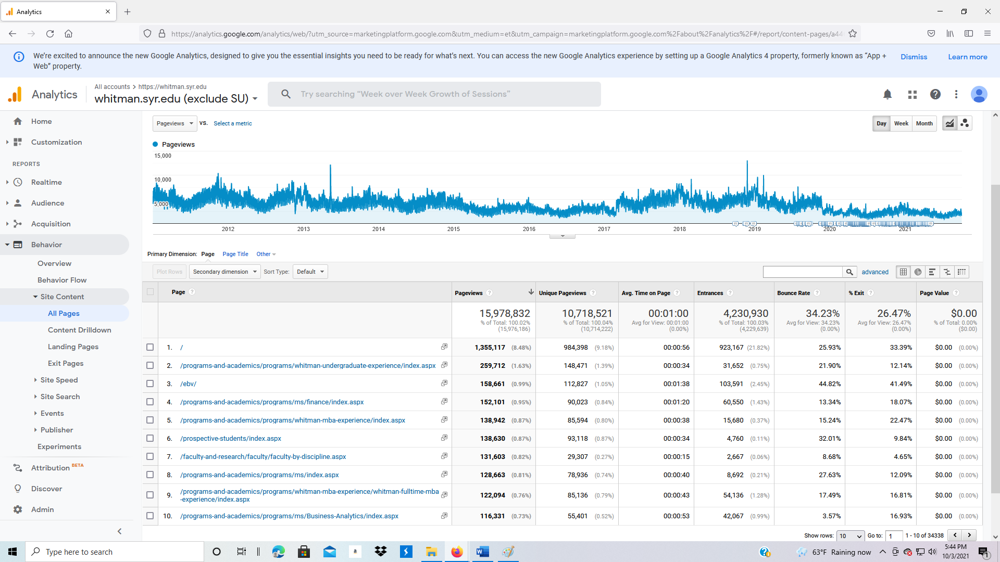 Analytics
https://analytics.google.com/analytics/web/?utm_source=marketingplatform.google.com&utm_medium=et&utm_campaign=marketingplatform.google.com%2Fabout%2Fanalytics%2F#/report/content-pages/a44
We're excited to announce the new Google Analytics, designed to give you the essential insights you need to be ready for what's next. You can access the new Google Analytics experience by setting up a Google Analytics 4 property, formerly known as "App +
Web" property.
Dismiss
Learn more
Analytics
All accounts > https://whitman.syr.edu
whitman.syr.edu (exclude SU)
Try searching "Week over Week Growth of Sessions"
Home
Customization
REPORTS
Realtime
Audience
Acquisition
Behavior
Overview
Behavior Flow
Site Content
All Pages
Content Drilldown
Landing Pages
Exit Pages
Site Speed
Site Search
Events
Publisher
Experiments
Attribution BETA
Discover
Admin
Pageviews vs. Select a metric
Day Week Month
Pageviews
15,000
10,000
5,000
2012 2013 2014 2015 2016 2017 2018 2019 2020 2021
Primary Dimension: Page Page Title Other
Plot Rows Secondary dimension Sort Type: Default advanced
Page Pageviews Unique Pageviews Avg. Time on Page Entrances Bounce Rate % Exit Page Value
15,978,832 10,718,521 00:01:00 4,230,930 34.23% 26.47% $0.00
% of Total: 100.02% % of Total: 100.04% Avg for View: 00:01:00 % of Total: 100.03% Avg for View: 34.23% Avg for View: 26.47% % of Total: 0.00%
(15,976,186) (10,714,222) (0.00%) (4,229,639) (0.00%) (0.00%) ($0.00)
1. / 1,355,117 (8.48%) 984,398 (9.18%) 00:00:56 923,167 (21.82%) 25.93% 33.39% $0.00 (0.00%)
2. /programs-and-academics/programs/whitman-undergraduate-experience/index.aspx 259,712 (1.63%) 148,471 (1.39%) 00:00:34 31,652 (0.75%) 21.90% 12.14% $0.00 (0.00%)
3. /ebv/ 158,661 (0.99%) 112,827 (1.05%) 00:01:38 103,591 (2.45%) 44.82% 41.49% $0.00 (0.00%)
4. /programs-and-academics/programs/ms/finance/index.aspx 152,101 (0.95%) 90,023 (0.84%) 00:01:20 60,550 (1.43%) 13.34% 18.07% $0.00 (0.00%)
5. /programs-and-academics/programs/whitman-mba-experience/index.aspx 138,942 (0.87%) 85,594 (0.80%) 00:00:38 15,680 (0.37%) 15.24% 22.47% $0.00 (0.00%)
6. /prospective-students/index.aspx 138,630 (0.87%) 93,118 (0.87%) 00:00:34 4,760 (0.11%) 32.01% 9.84% $0.00 (0.00%)
7. /faculty-and-research/faculty/faculty-by-discipline.aspx 131,603 (0.82%) 29,307 (0.27%) 00:00:15 2,667 (0.06%) 8.68% 4.65% $0.00 (0.00%)
8. /programs-and-academics/programs/ms/index.aspx 128,663 (0.81%) 78,936 (0.74%) 00:00:40 8,692 (0.21%) 27.63% 12.09% $0.00 (0.00%)
9. /programs-and-academics/programs/whitman-mba-experience/whitman-fulltime-mba
-experience/index.aspx 122,094 (0.76%) 85,136 (0.79%) 00:00:43 54,136 (1.28%) 17.49% 16.81% $0.00 (0.00%)
10. /programs-and-academics/programs/ms/Business-Analytics/index.aspx 116,331 (0.73%) 55,401 (0.52%) 00:00:53 42,067 (0.99%) 3.57% 16.93% $0.00 (0.00%)
Show rows: 10 Go to: 1 1 - 10 of 34338
Type here to search
a
63°F Raining now
5:44 PM
10/3/2021
1